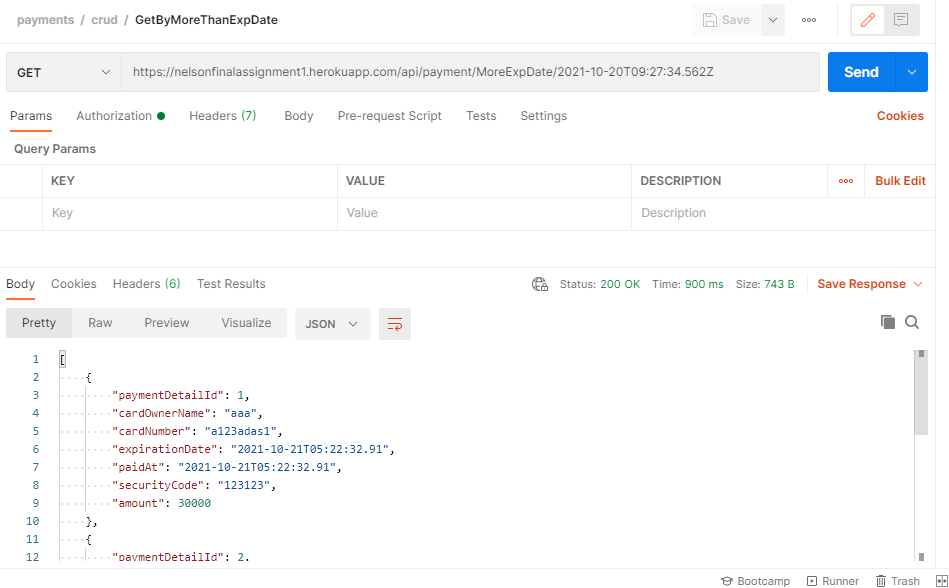 payments / crud / GetByMoreThanExpDate
Save
GET
https://nelsonfinalassignment1.herokuapp.com/api/payment/MoreExpDate/2021-10-20T09:27:34.562Z
Send
Params Authorization Headers (7) Body Pre-request Script Tests Settings Cookies
Query Params
KEY VALUE DESCRIPTION Bulk Edit
Key Value Description
Body Cookies Headers (6) Test Results Status: 200 OK Time: 900 ms Size: 743 B Save Response
Pretty Raw Preview Visualize JSON
1 [
2 {
3 "paymentDetailId": 1,
4 "cardOwnerName": "aaa",
5 "cardNumber": "a123adas1",
6 "expirationDate": "2021-10-21T05:22:32.91",
7 "paidAt": "2021-10-21T05:22:32.91",
8 "securityCode": "123123",
9 "amount": 30000
10 },
11 {
12 "paymentDetailId": 2,
Bootcamp Runner Trash